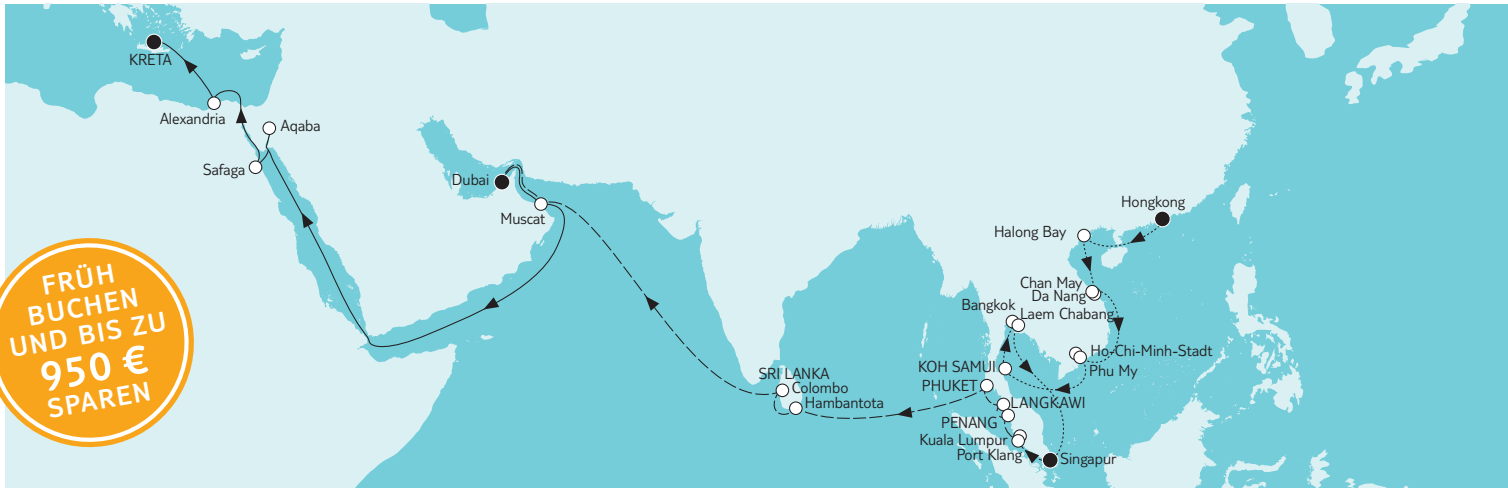 KRETA
Alexandria
Aqaba
Safaga
Dubai
Muscat
Hongkong
Halong Bay
Chan May
Da Nang
Bangkok
Laem Chabang
Ho-Chi-Minh-Stadt
Phu My
KOH SAMUI
PHUKET
SRI LANKA
Colombo
Hambantota
LANGKAWI
PENANG
Kuala Lumpur
Port Klang
Singapur
FRÜH
BUCHEN
UND BIS ZU
950 €
SPAREN